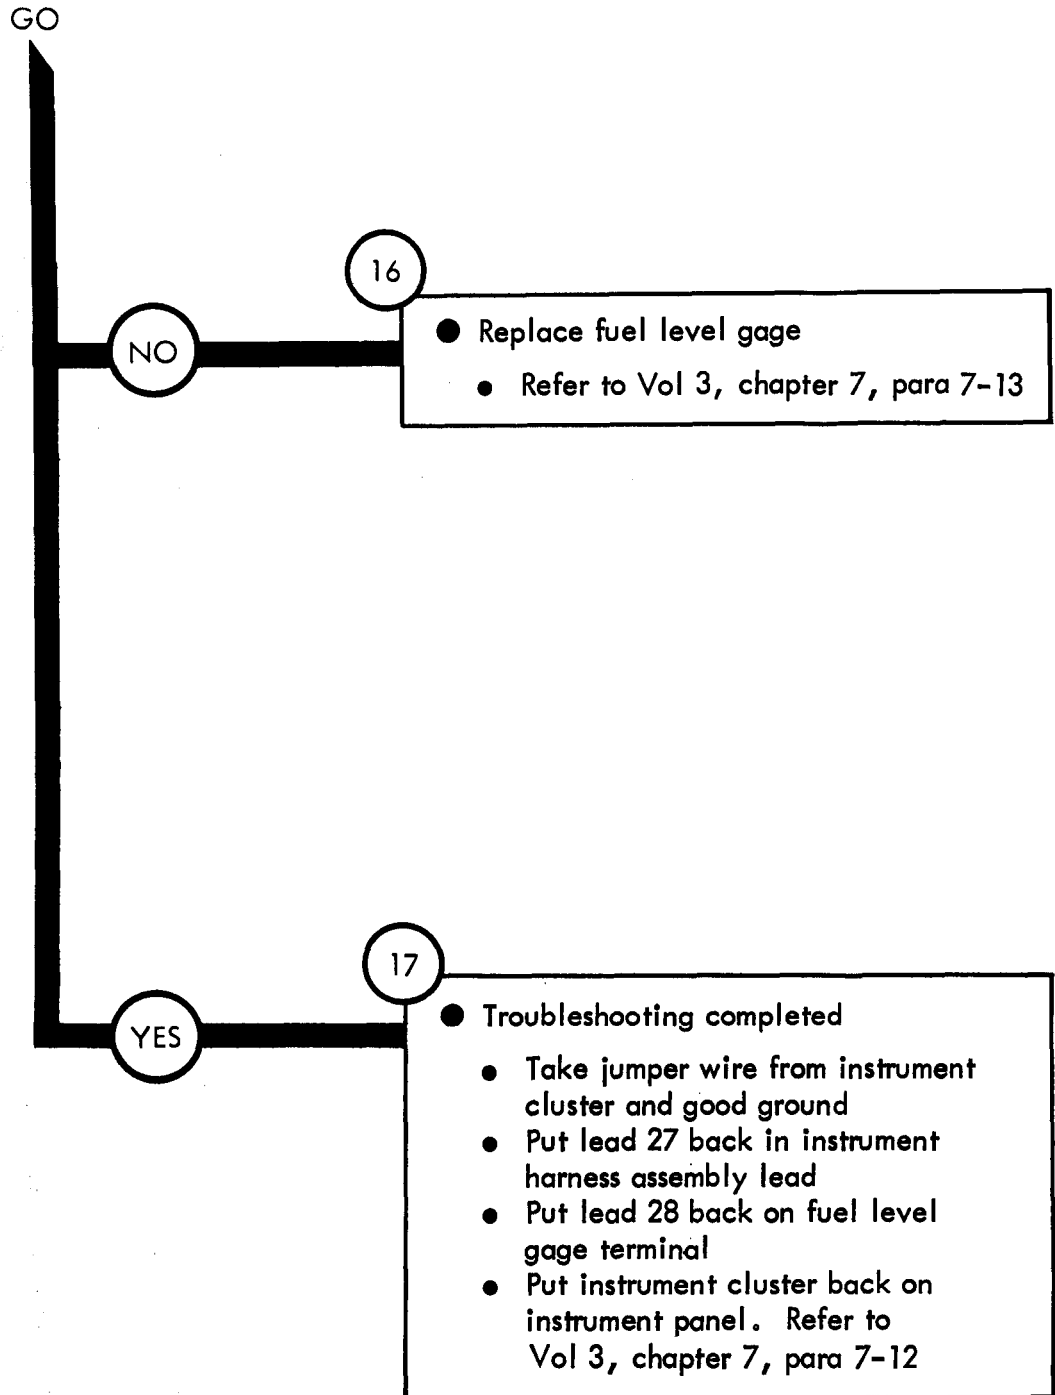 GO
16
NO
● Replace fuel level gage
● Refer to Vol 3, chapter 7, para 7-13
17
YES
● Troubleshooting completed
● Take jumper wire from instrument
cluster and good ground
● Put lead 27 back in instrument
harness assembly lead
● Put lead 28 back on fuel level
gage terminal
● Put instrument cluster back on
instrument panel. Refer to
Vol 3, chapter 7, para 7-12